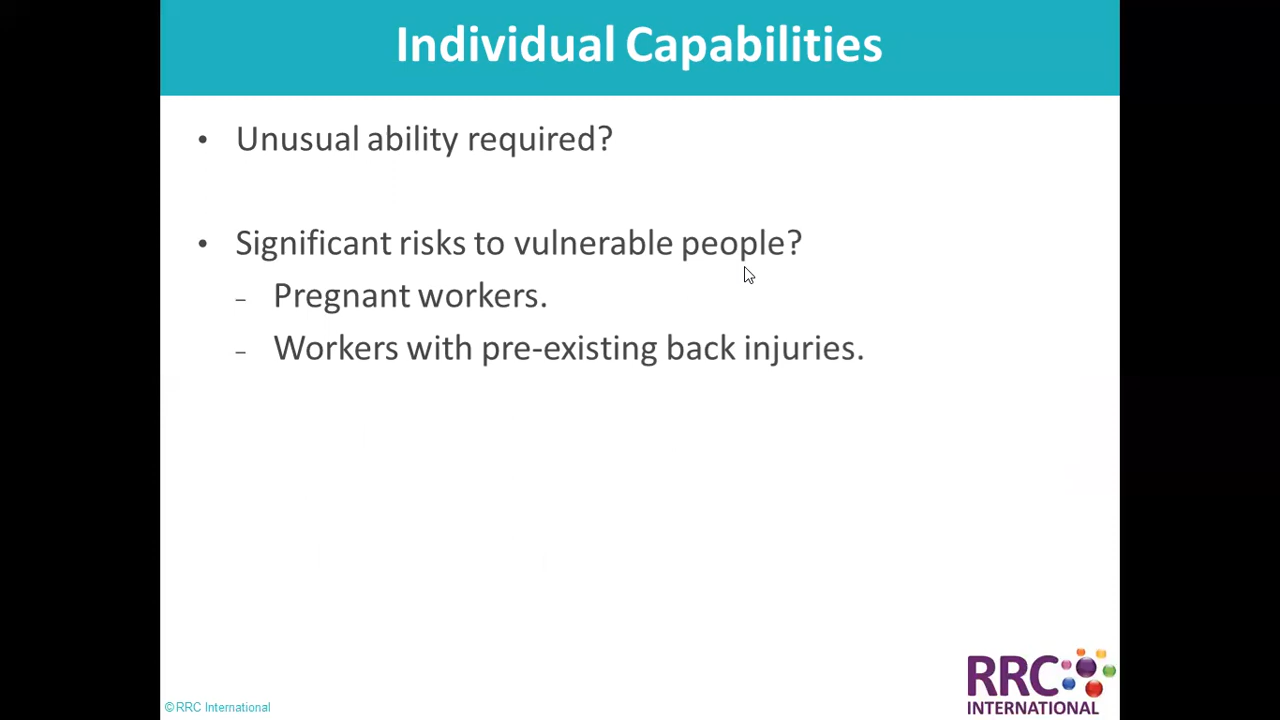 Individual Capabilities
• Unusual ability required?
• Significant risks to vulnerable people?
– Pregnant workers.
– Workers with pre-existing back injuries.
RRC
INTERNATIONAL
© RRC International